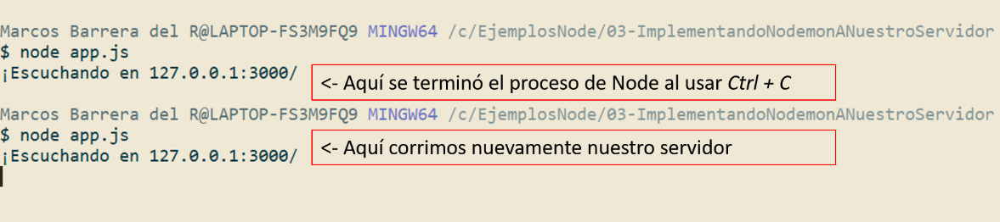 Marcos Barrera del R@LAPTOP-FS3M9FQ9 MINGW64 /c/EjemplosNode/03-ImplementandoNodemonANuestroServidor
$ node app.js
¡Escuchando en 127.0.0.1:3000/
<- Aquí se terminó el proceso de Node al usar Ctrl + C
Marcos Barrera del R@LAPTOP-FS3M9FQ9 MINGW64 /c/EjemplosNode/03-ImplementandoNodemonANuestroServidor
$ node app.js
¡Escuchando en 127.0.0.1:3000/
<- Aquí corrimos nuevamente nuestro servidor